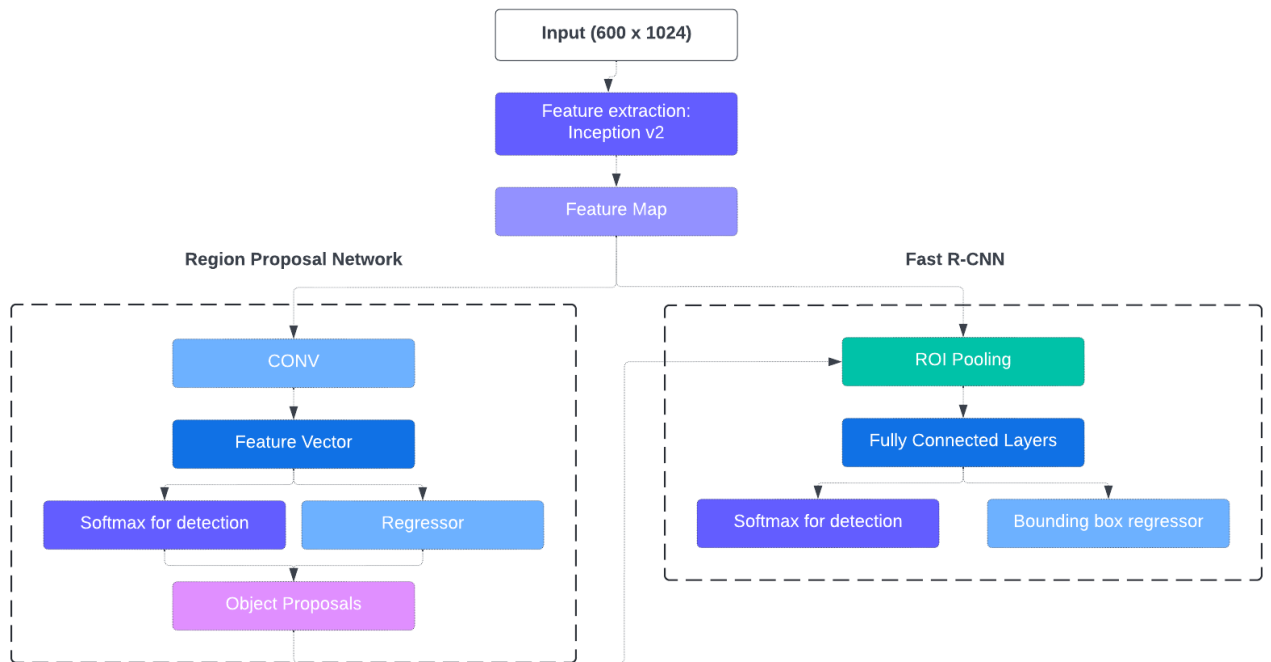 Input (600 x 1024)
Feature extraction:
Inception v2
Feature Map
Region Proposal Network
CONV
Feature Vector
Softmax for detection
Regressor
Object Proposals
Fast R-CNN
ROI Pooling
Fully Connected Layers
Softmax for detection
Bounding box regressor